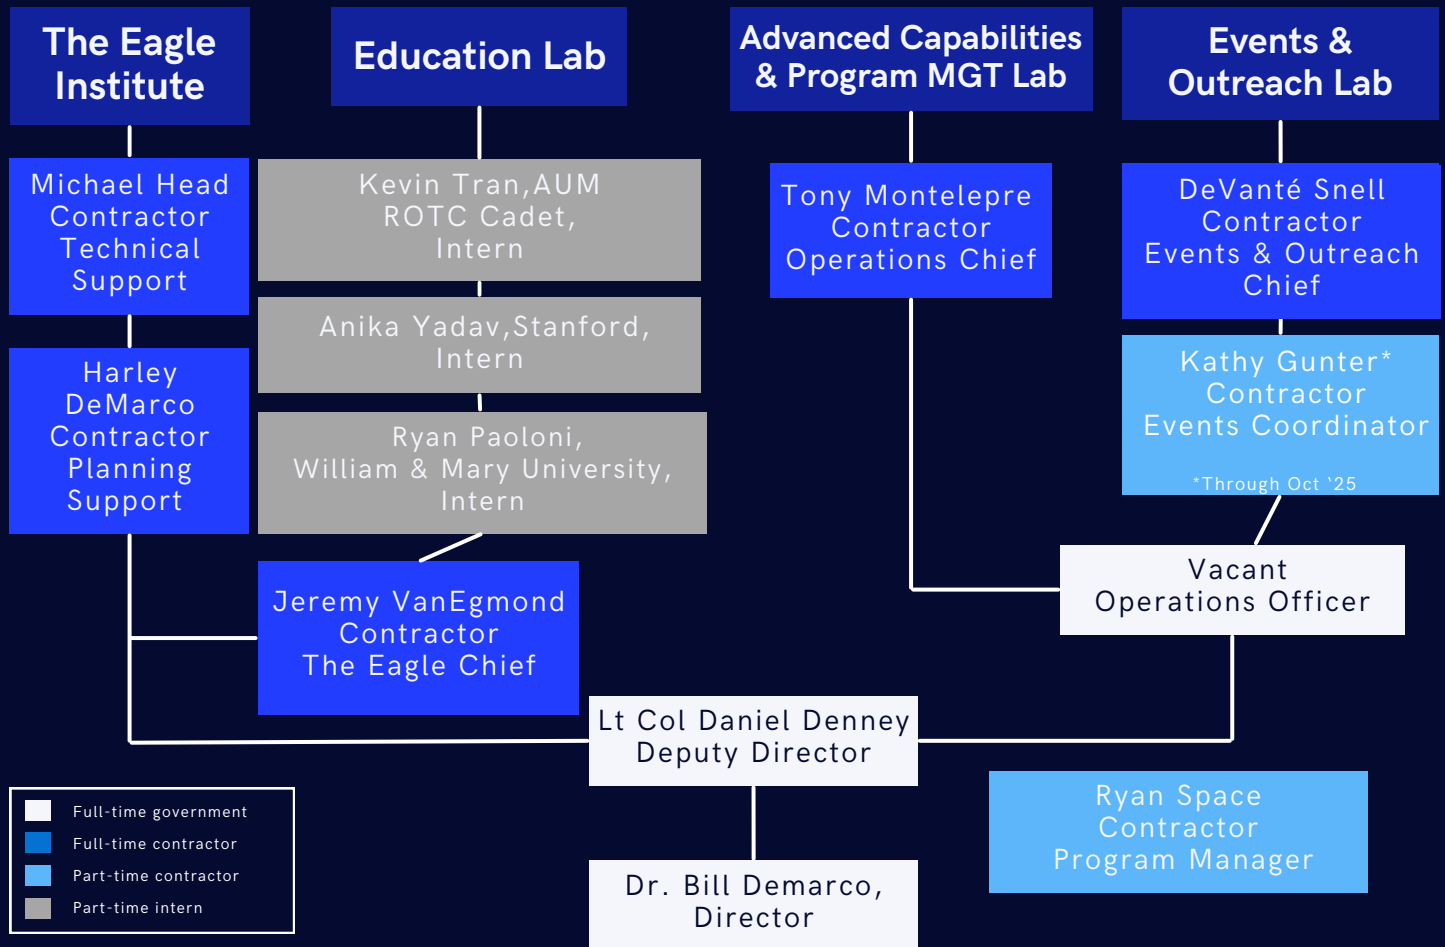 The Eagle
Institute
Michael Head
Contractor
Technical
Support
Harley
DeMarco
Contractor
Planning
Support
Education Lab
Kevin Tran,AUM
ROTC Cadet,
Intern
Anika Yadav,Stanford,
Intern
Ryan Paoloni,
William & Mary University,
Intern
Jeremy VanEgmond
Contractor
The Eagle Chief
Advanced Capabilities
& Program MGT Lab
Tony Montelepre
Contractor
Operations Chief
Events &
Outreach Lab
DeVanté Snell
Contractor
Events & Outreach
Chief
Kathy Gunter*
Contractor
Events Coordinator
*Through Oct ‘25
Vacant
Operations Officer
Lt Col Daniel Denney
Deputy Director
Ryan Space
Contractor
Program Manager
Dr. Bill Demarco,
Director
Full-time government
Full-time contractor
Part-time contractor
Part-time intern